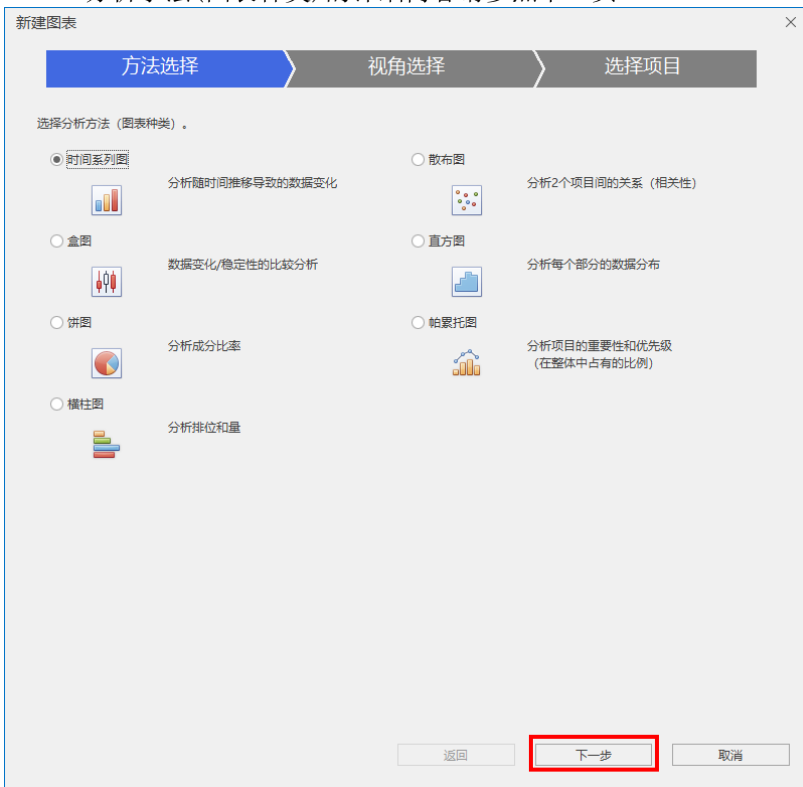 新建图表
方法选择
视角选择
选择项目
选择分析方法（图表种类）。
时间系列图
分析随时间推移导致的数据变化
散布图
分析2个项目间的关系（相关性）
盒图
数据变化/稳定性的比较分析
直方图
分析每个部分的数据分布
饼图
分析成分比率
帕累托图
分析项目的重要性和优先级
（在整体中占有的比例）
横柱图
分析排位和量
返回
下一步
取消